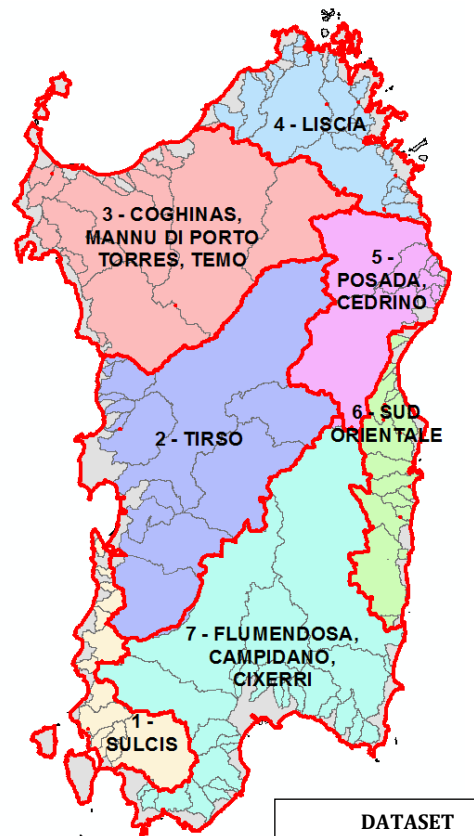 4 - LISCIA
3 - COGHINAS,
MANNU DI PORTO
TORRES, TEMO
5 -
POSADA,
CEDRINO
2 - TIRSO
6 - SUD
ORIENTALE
7 - FLUMENDOSA,
CAMPIDANO,
CIXERRI
1 -
SULCIS
DATASET